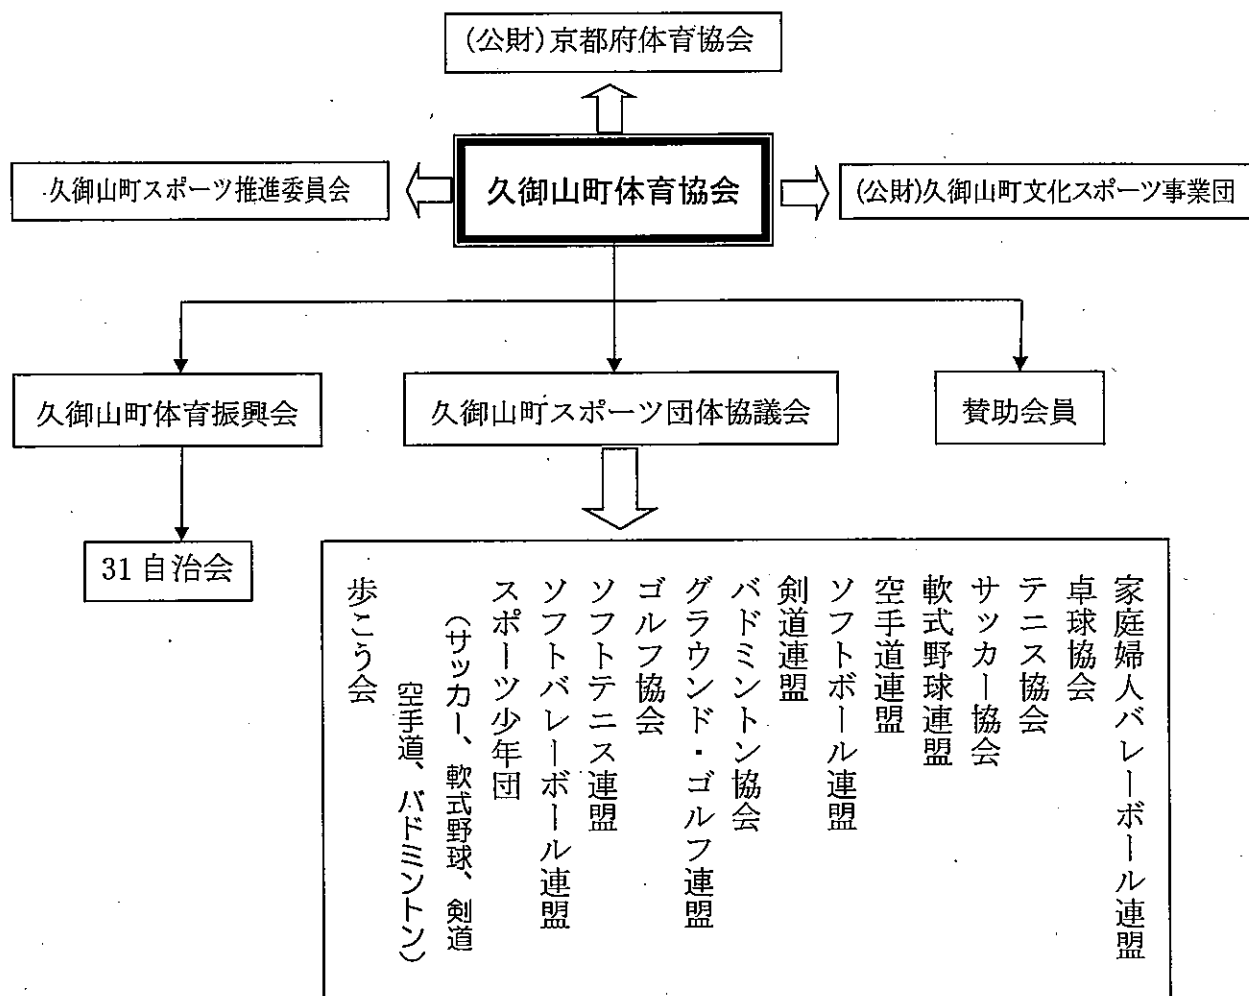 (公財)京都府体育協会
久御山町スポーツ推進委員会
久御山町体育協会
(公財)久御山町文化スポーツ事業団
久御山町体育振興会
久御山町スポーツ団体協議会
賛助会員
31自治会
家庭婦人バレーボール連盟
卓球協会
テニス協会
サッカー協会
軟式野球連盟
空手道連盟
ソフトボール連盟
剣道連盟
バドミントン協会
グラウンド・ゴルフ連盟
ゴルフ協会
ソフトテニス連盟
ソフトバレーボール連盟
スポーツ少年団
(サッカー、軟式野球、剣道
空手道、バドミントン)
歩こう会